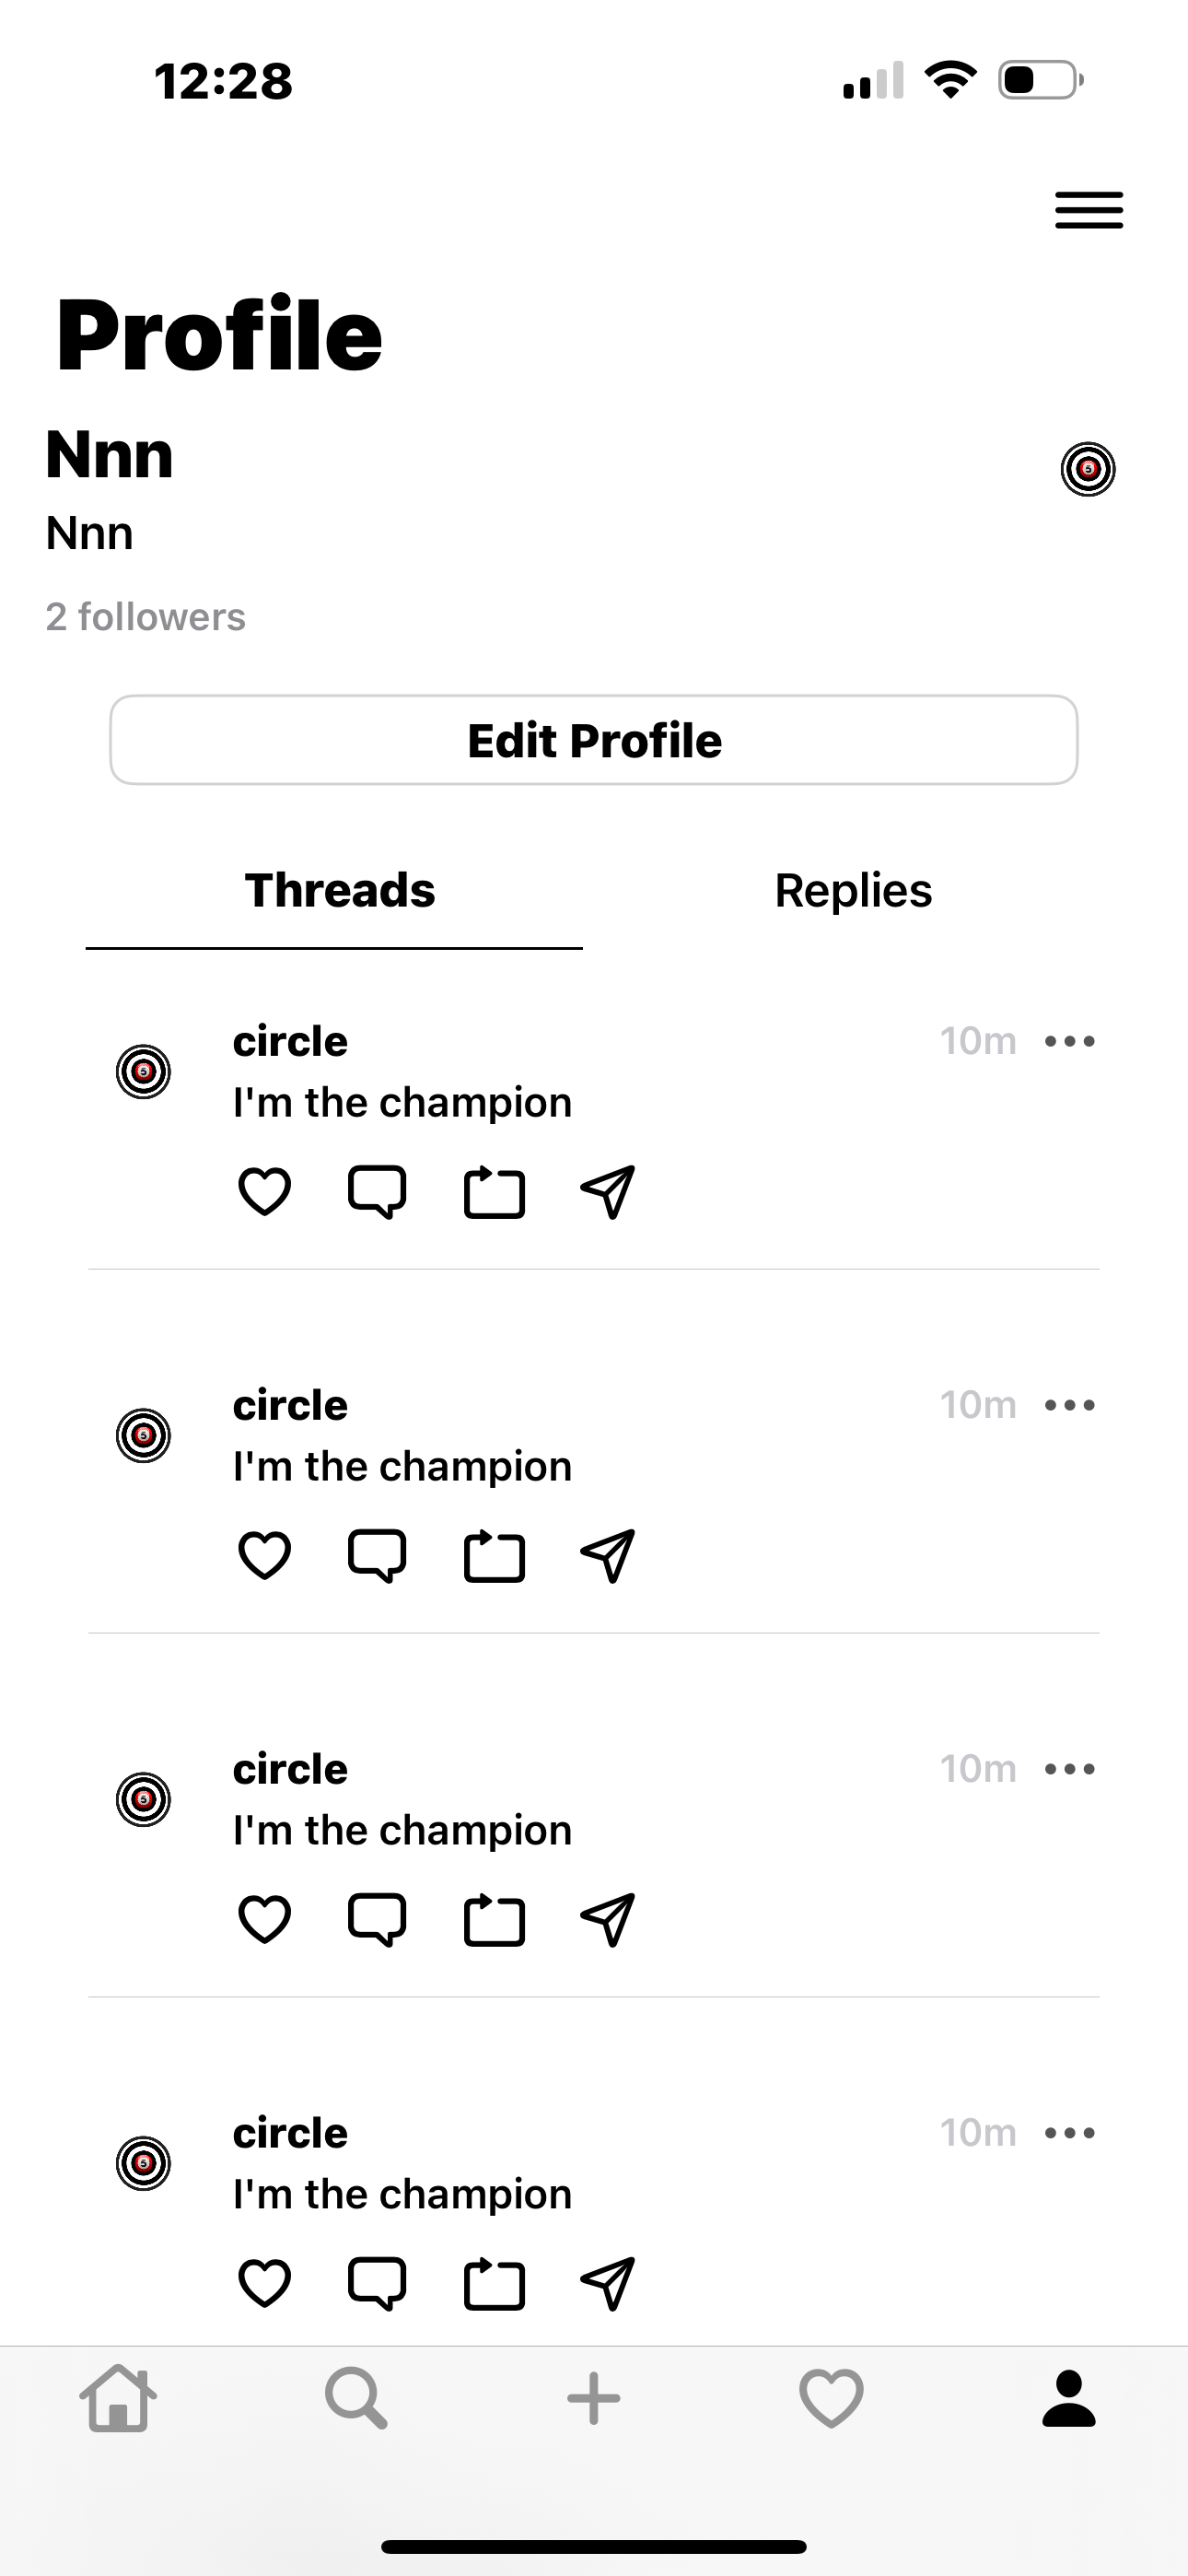 12:28
Profile
Nnn
Nnn
2 followers
Edit Profile
Threads Replies
circle 10m
I'm the champion
circle 10m
I'm the champion
circle 10m
I'm the champion
circle 10m
I'm the champion